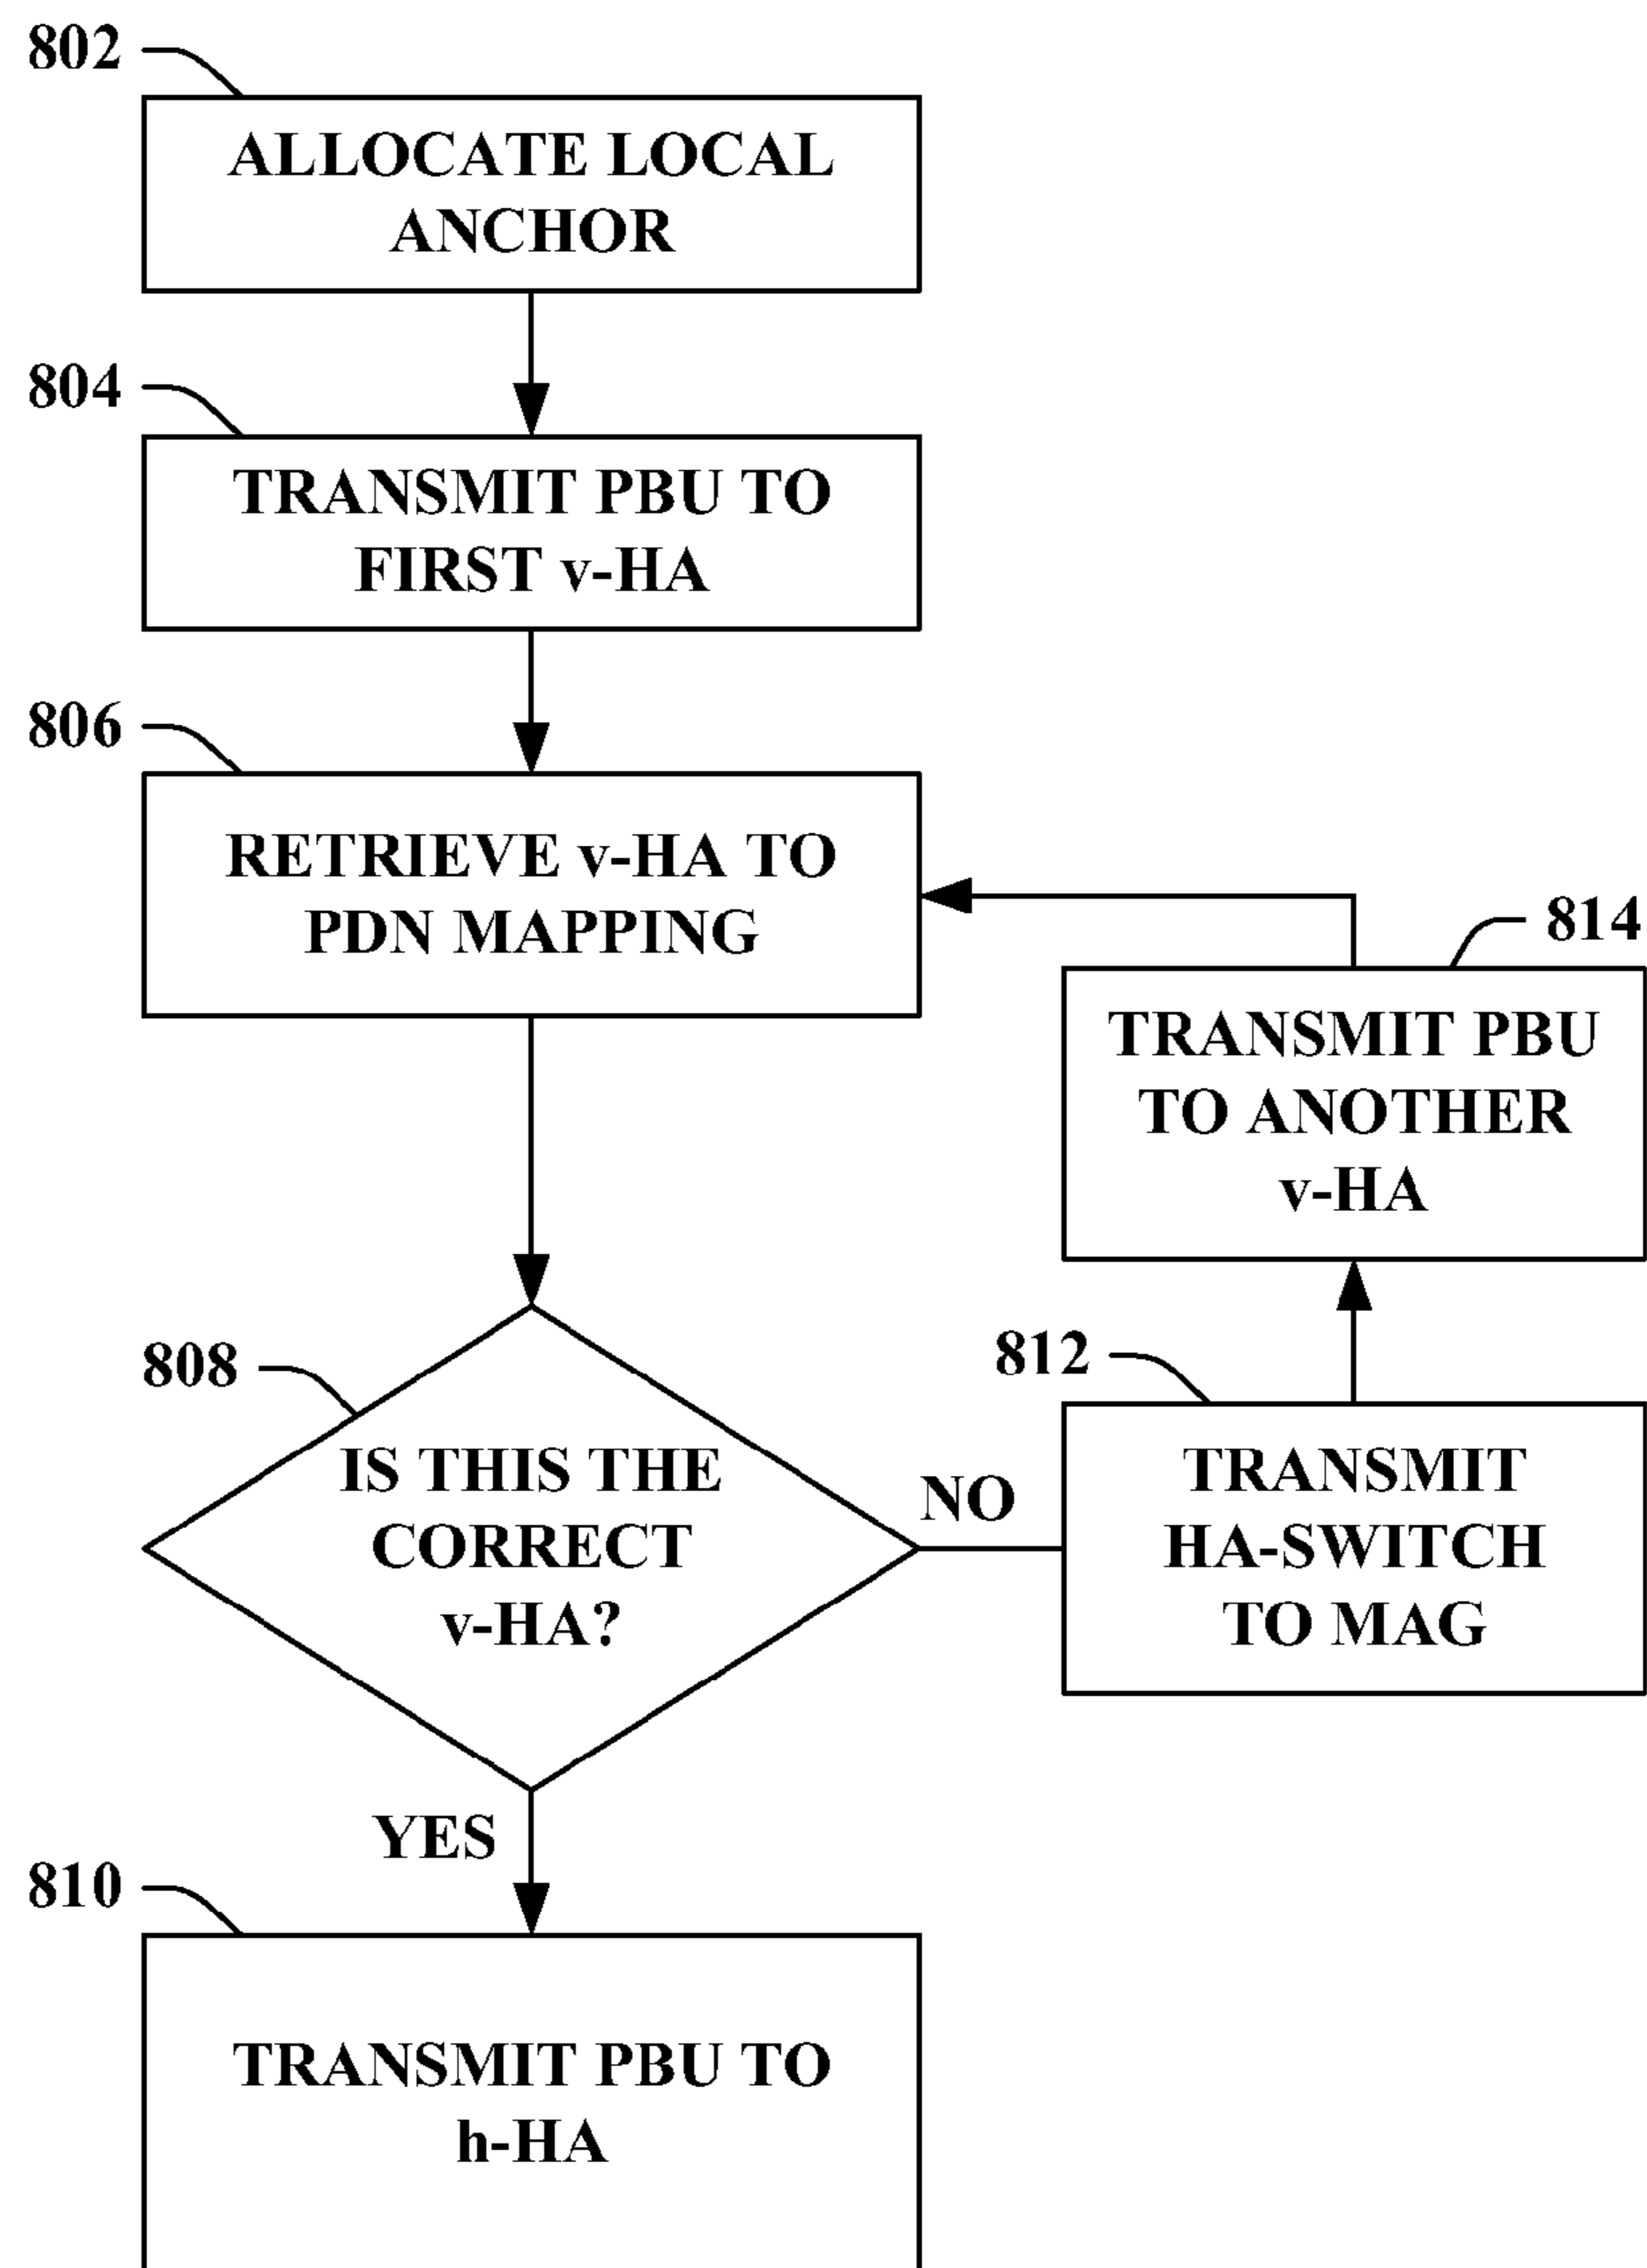 802
ALLOCATE LOCAL
ANCHOR
804
TRANSMIT PBU TO
FIRST v-HA
806
RETRIEVE v-HA TO
PDN MAPPING
814
TRANSMIT PBU
TO ANOTHER
v-HA
808
IS THIS THE
CORRECT
v-HA?
NO
812
TRANSMIT
HA-SWITCH
TO MAG
YES
810
TRANSMIT PBU TO
h-HA